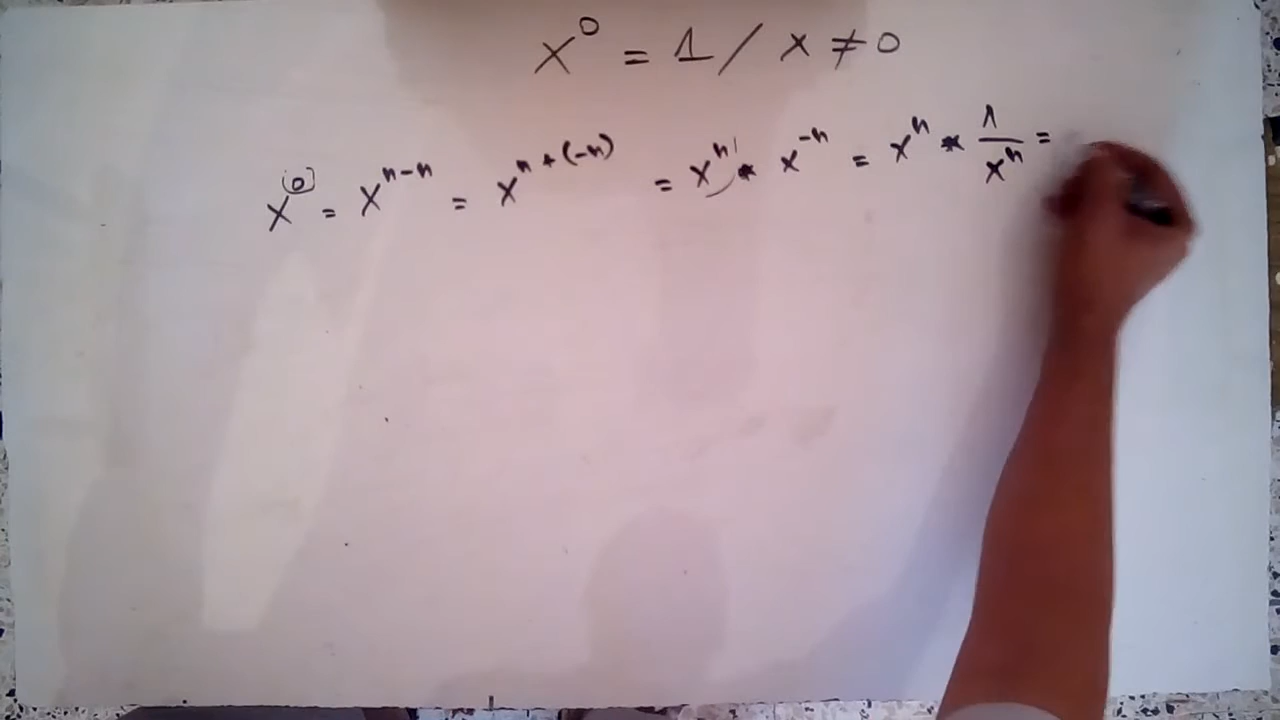 x⁰ = 1 / x ≠ 0
x⁰ = xⁿ⁻ⁿ = xⁿ⁺⁽⁻ⁿ⁾ = xⁿ * x⁻ⁿ = xⁿ * 1/xⁿ =